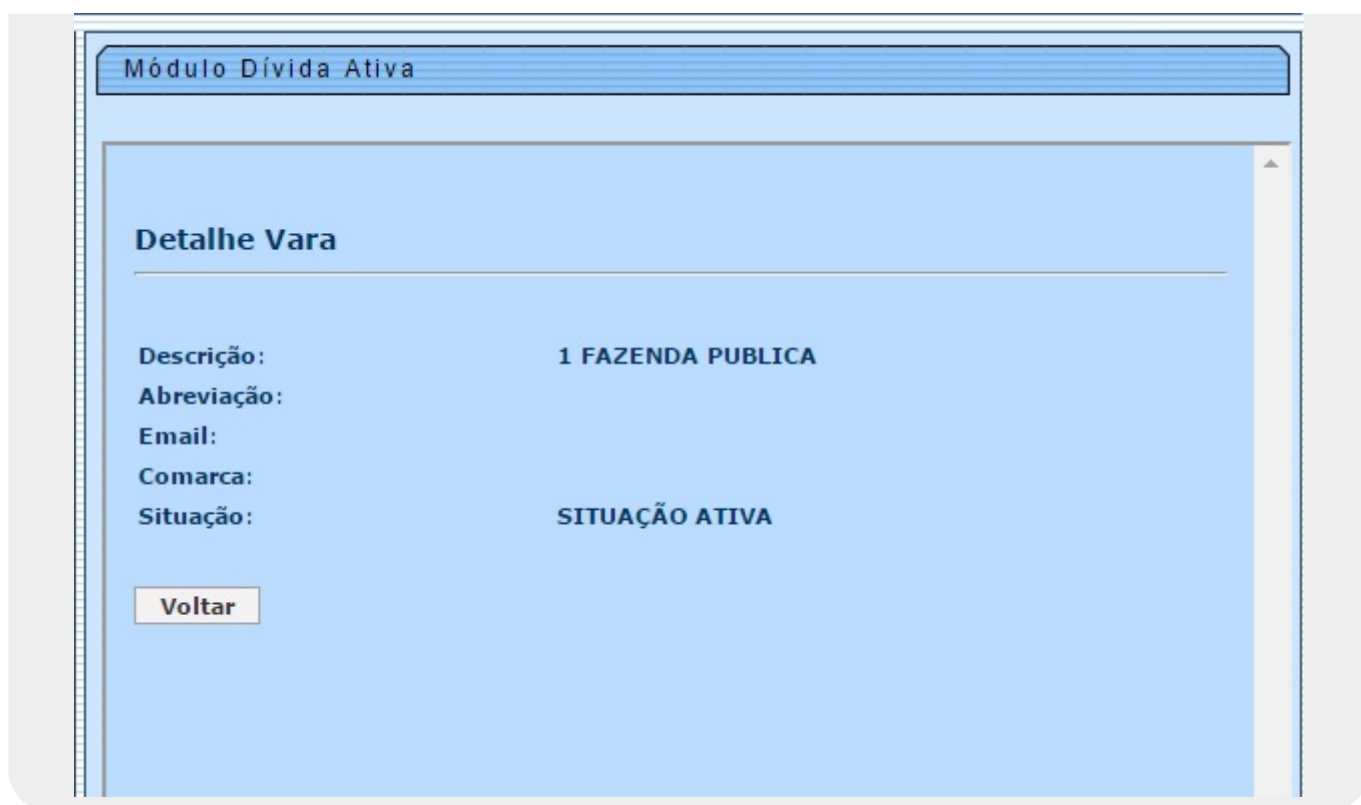 Módulo Dívida Ativa
Detalhe Vara
Descrição: 1 FAZENDA PUBLICA
Abreviação:
Email:
Comarca:
Situação: SITUAÇÃO ATIVA
Voltar